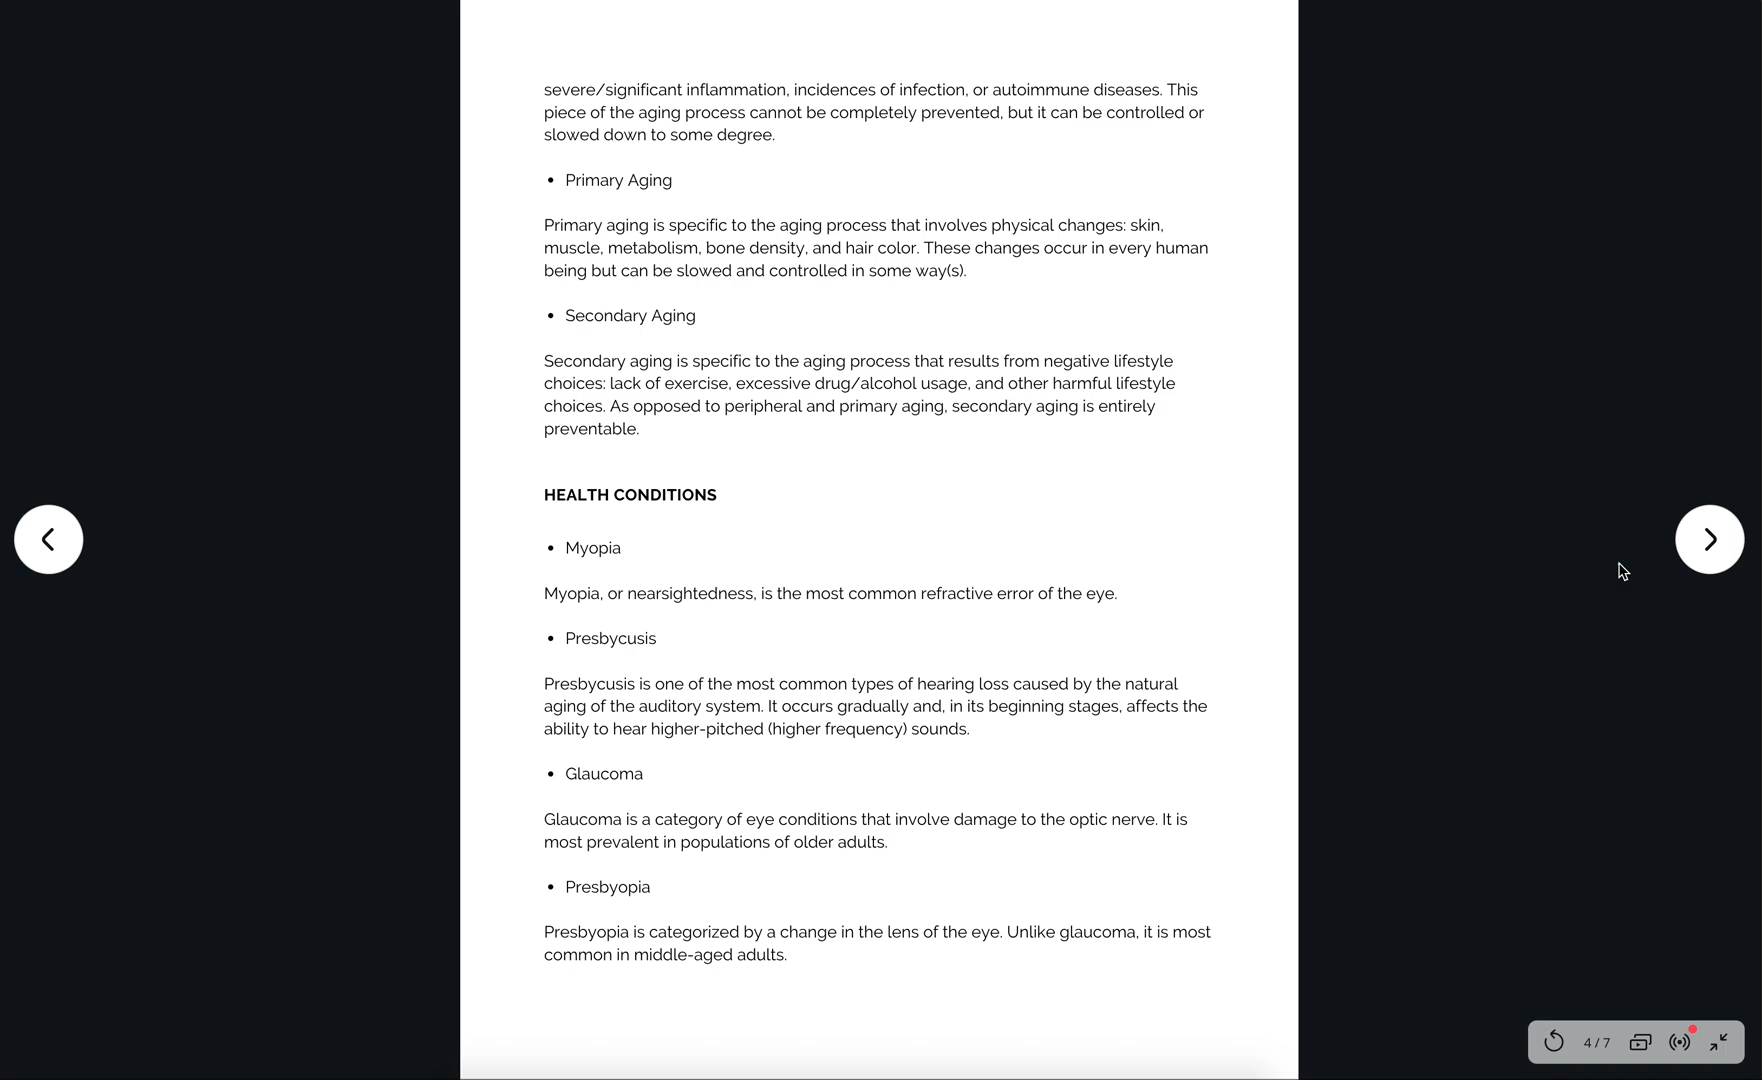 severe/significant inflammation, incidences of infection, or autoimmune diseases. This
piece of the aging process cannot be completely prevented, but it can be controlled or
slowed down to some degree.
• Primary Aging
Primary aging is specific to the aging process that involves physical changes: skin,
muscle, metabolism, bone density, and hair color. These changes occur in every human
being but can be slowed and controlled in some way(s).
• Secondary Aging
Secondary aging is specific to the aging process that results from negative lifestyle
choices: lack of exercise, excessive drug/alcohol usage, and other harmful lifestyle
choices. As opposed to peripheral and primary aging, secondary aging is entirely
preventable.
HEALTH CONDITIONS
• Myopia
Myopia, or nearsightedness, is the most common refractive error of the eye.
• Presbycusis
Presbycusis is one of the most common types of hearing loss caused by the natural
aging of the auditory system. It occurs gradually and, in its beginning stages, affects the
ability to hear higher-pitched (higher frequency) sounds.
• Glaucoma
Glaucoma is a category of eye conditions that involve damage to the optic nerve. It is
most prevalent in populations of older adults.
• Presbyopia
Presbyopia is categorized by a change in the lens of the eye. Unlike glaucoma, it is most
common in middle-aged adults.
4 / 7